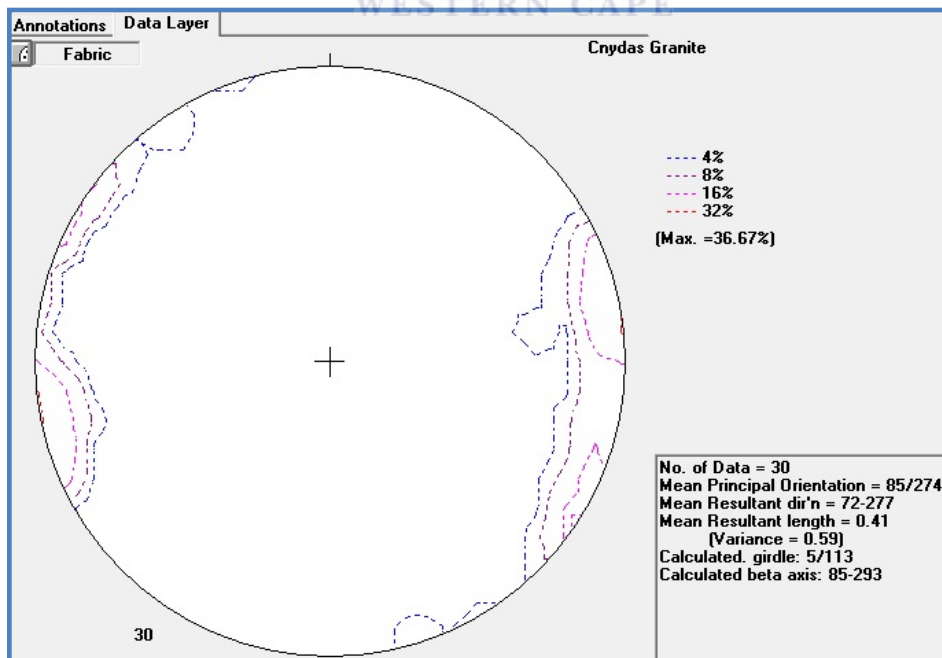 WESTERN CAPE
Annotations Data Layer
Fabric
Cnydas Granite
4%
8%
16%
32%
(Max. =36.67%)
No. of Data = 30
Mean Principal Orientation = 85/274
Mean Resultant dir'n = 72-277
Mean Resultant length = 0.41
(Variance = 0.59)
Calculated. girdle: 5/113
Calculated beta axis: 85-293
30